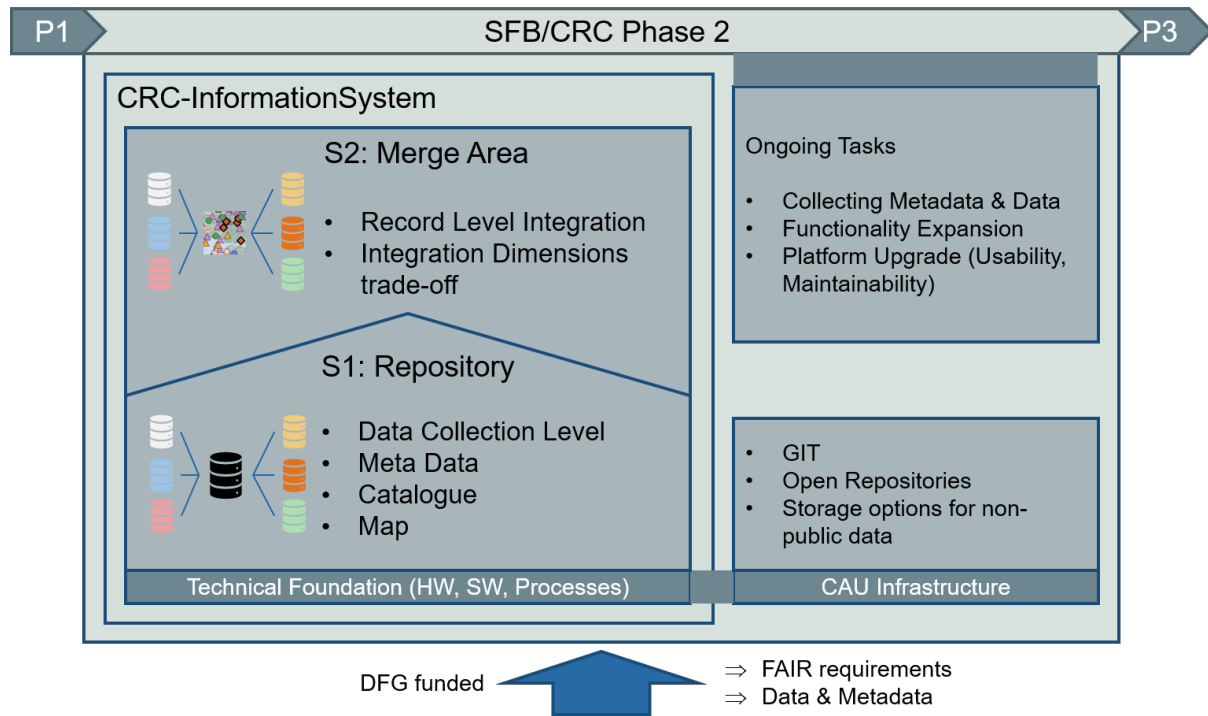 P1
SFB/CRC Phase 2
P3
CRC-InformationSystem
S2: Merge Area
• Record Level Integration
• Integration Dimensions
trade-off
S1: Repository
• Data Collection Level
• Meta Data
• Catalogue
• Map
Technical Foundation (HW, SW, Processes)
Ongoing Tasks
• Collecting Metadata & Data
• Functionality Expansion
• Platform Upgrade (Usability,
Maintainability)
• GIT
• Open Repositories
• Storage options for non-
public data
CAU Infrastructure
DFG funded
⇒ FAIR requirements
⇒ Data & Metadata